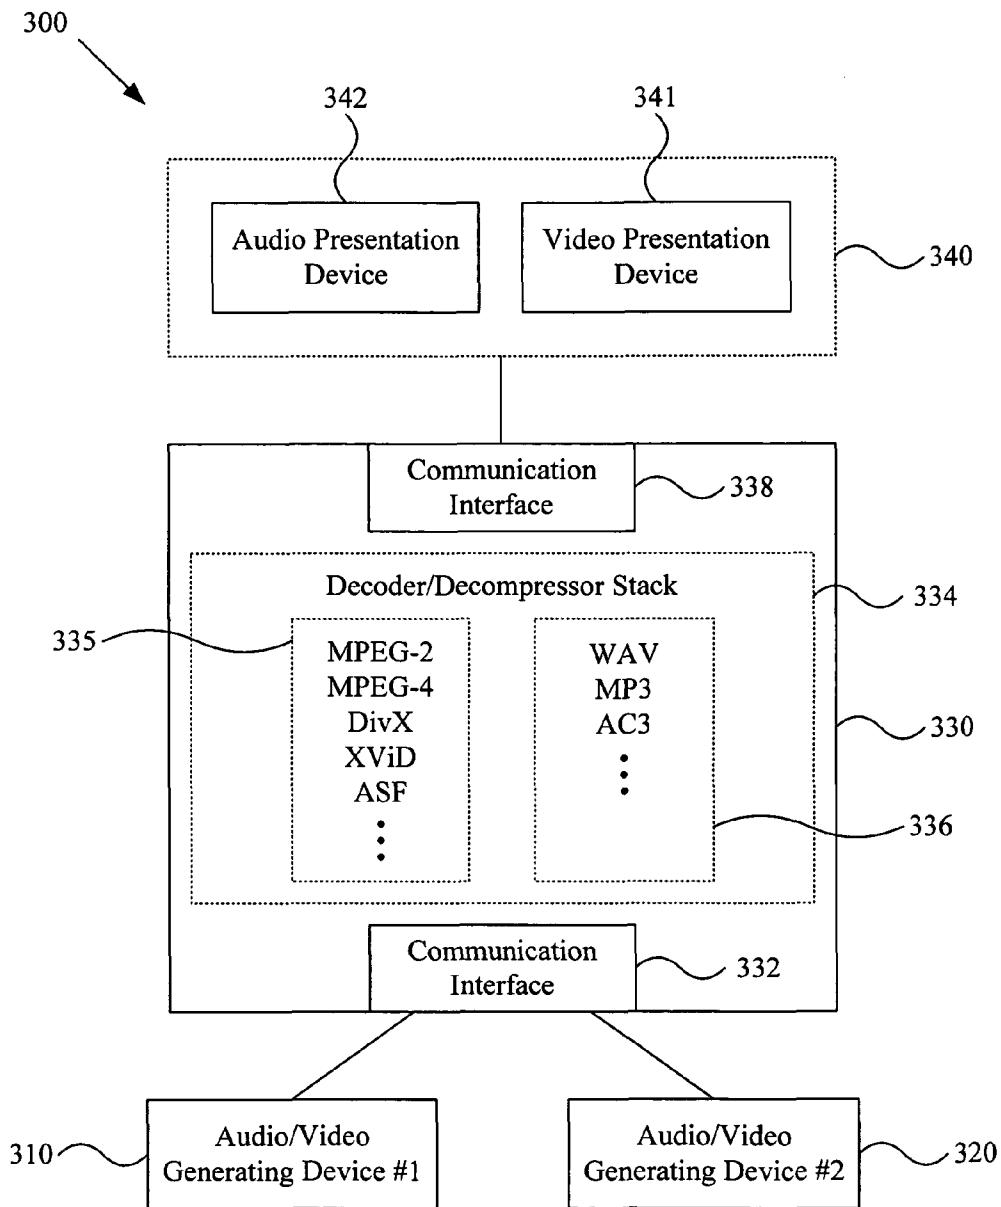 300
342
341
Audio Presentation
Device
Video Presentation
Device
340
Communication
Interface
338
Decoder/Decompressor Stack
334
335
MPEG-2
MPEG-4
DivX
XViD
ASF
WAV
MP3
AC3
330
336
Communication
Interface
332
310
Audio/Video
Generating Device #1
Audio/Video
Generating Device #2
320